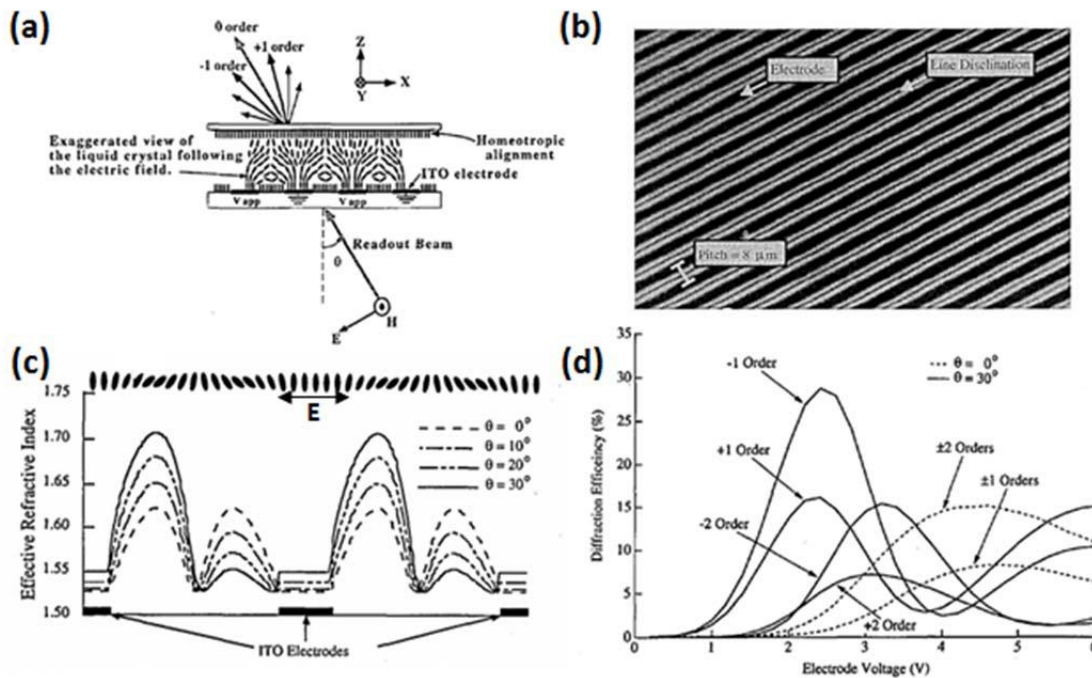 (a)
0 order
+1 order
-1 order
Z
X
Y
Exaggerated view of
the liquid crystal following
the electric field.
Homeotropic
alignment
ITO electrode
V app
V app
Readout Beam
θ
E
H
(b)
Electrode
Line Disclination
Pitch = 8 μm
(c)
1.75
1.70
1.65
1.60
1.55
1.50
Effective Refractive Index
E
θ = 0°
θ = 10°
θ = 20°
θ = 30°
ITO Electrodes
(d)
35
30
25
20
15
10
5
0
Diffraction Efficeincy (%)
-1 Order
+1 Order
-2 Order
+2 Order
θ = 0°
θ = 30°
±2 Orders
±1 Orders
0 1 2 3 4 5 6
Electrode Voltage (V)